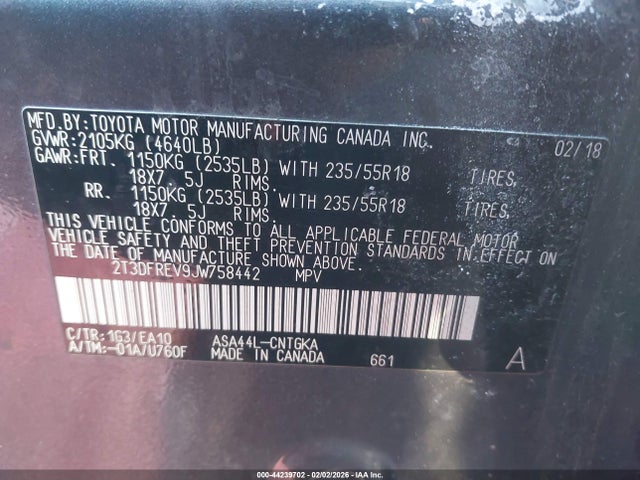 MFD. BY: TOYOTA MOTOR MANUFACTURING CANADA INC. 02/18
GVWR: 2105KG (4640LB)
GAWR: FRT. 1150KG (2535LB) WITH 235/55R18 TIRES,
18X7.5J RIMS.
RR. 1150KG (2535LB) WITH 235/55R18 TIRES,
18X7.5J RIMS.
THIS VEHICLE CONFORMS TO ALL APPLICABLE FEDERAL MOTOR
VEHICLE SAFETY AND THEFT PREVENTION STANDARDS IN EFFECT ON
THE DATE OF MANUFACTURE SHOWN ABOVE.
2T3DFREV9JW758442 MPV
C/TR: 1G3/EA10 ASA44L-CNTGKA
A/TM: -01A/U760F MADE IN CANADA 661 A
000-44239702 - 02/02/2026 - IAA Inc.